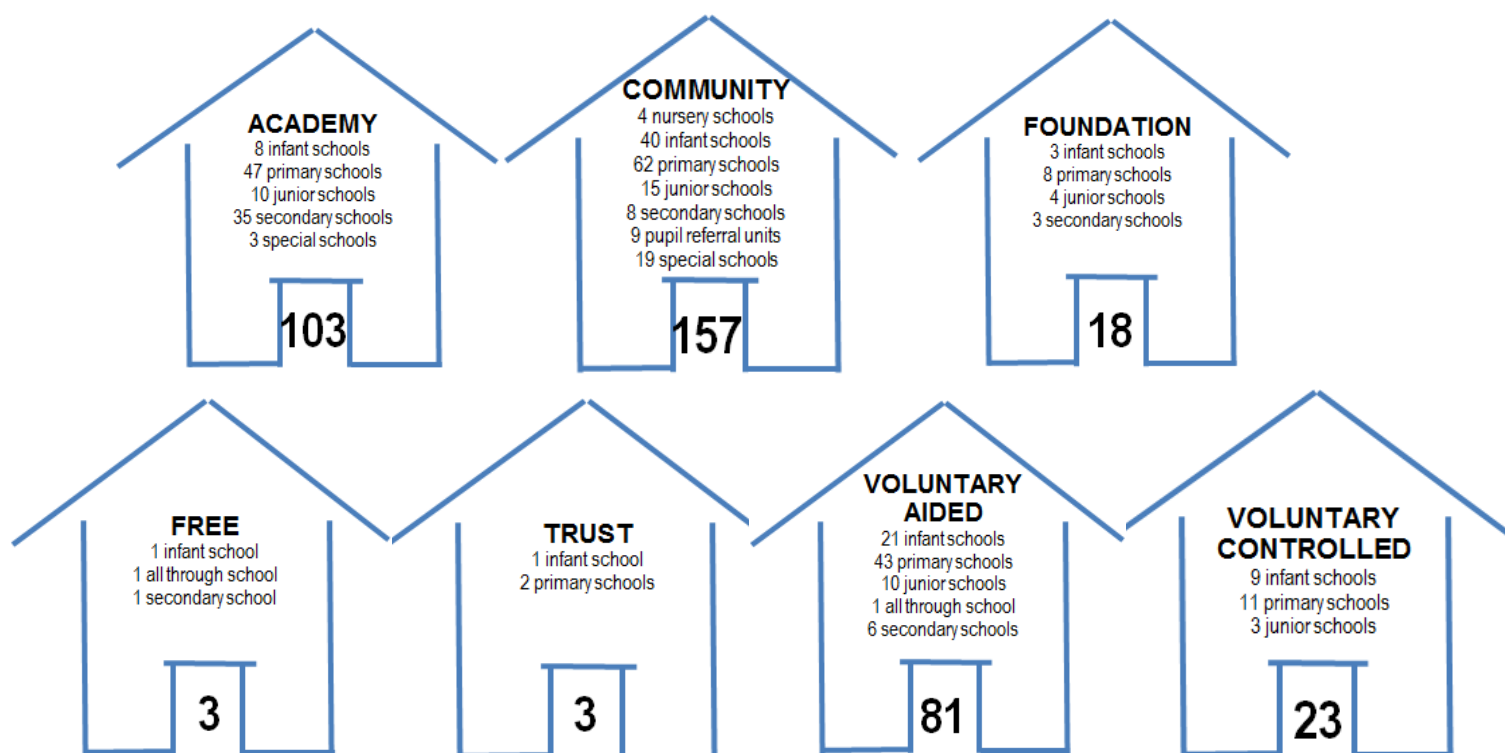 ACADEMY
8 infant schools
47 primary schools
10 junior schools
35 secondary schools
3 special schools
103
COMMUNITY
4 nursery schools
40 infant schools
62 primary schools
15 junior schools
8 secondary schools
9 pupil referral units
19 special schools
157
FOUNDATION
3 infant schools
8 primary schools
4 junior schools
3 secondary schools
18
FREE
1 infant school
1 all through school
1 secondary school
3
TRUST
1 infant school
2 primary schools
3
VOLUNTARY
AIDED
21 infant schools
43 primary schools
10 junior schools
1 all through school
6 secondary schools
81
VOLUNTARY
CONTROLLED
9 infant schools
11 primary schools
3 junior schools
23